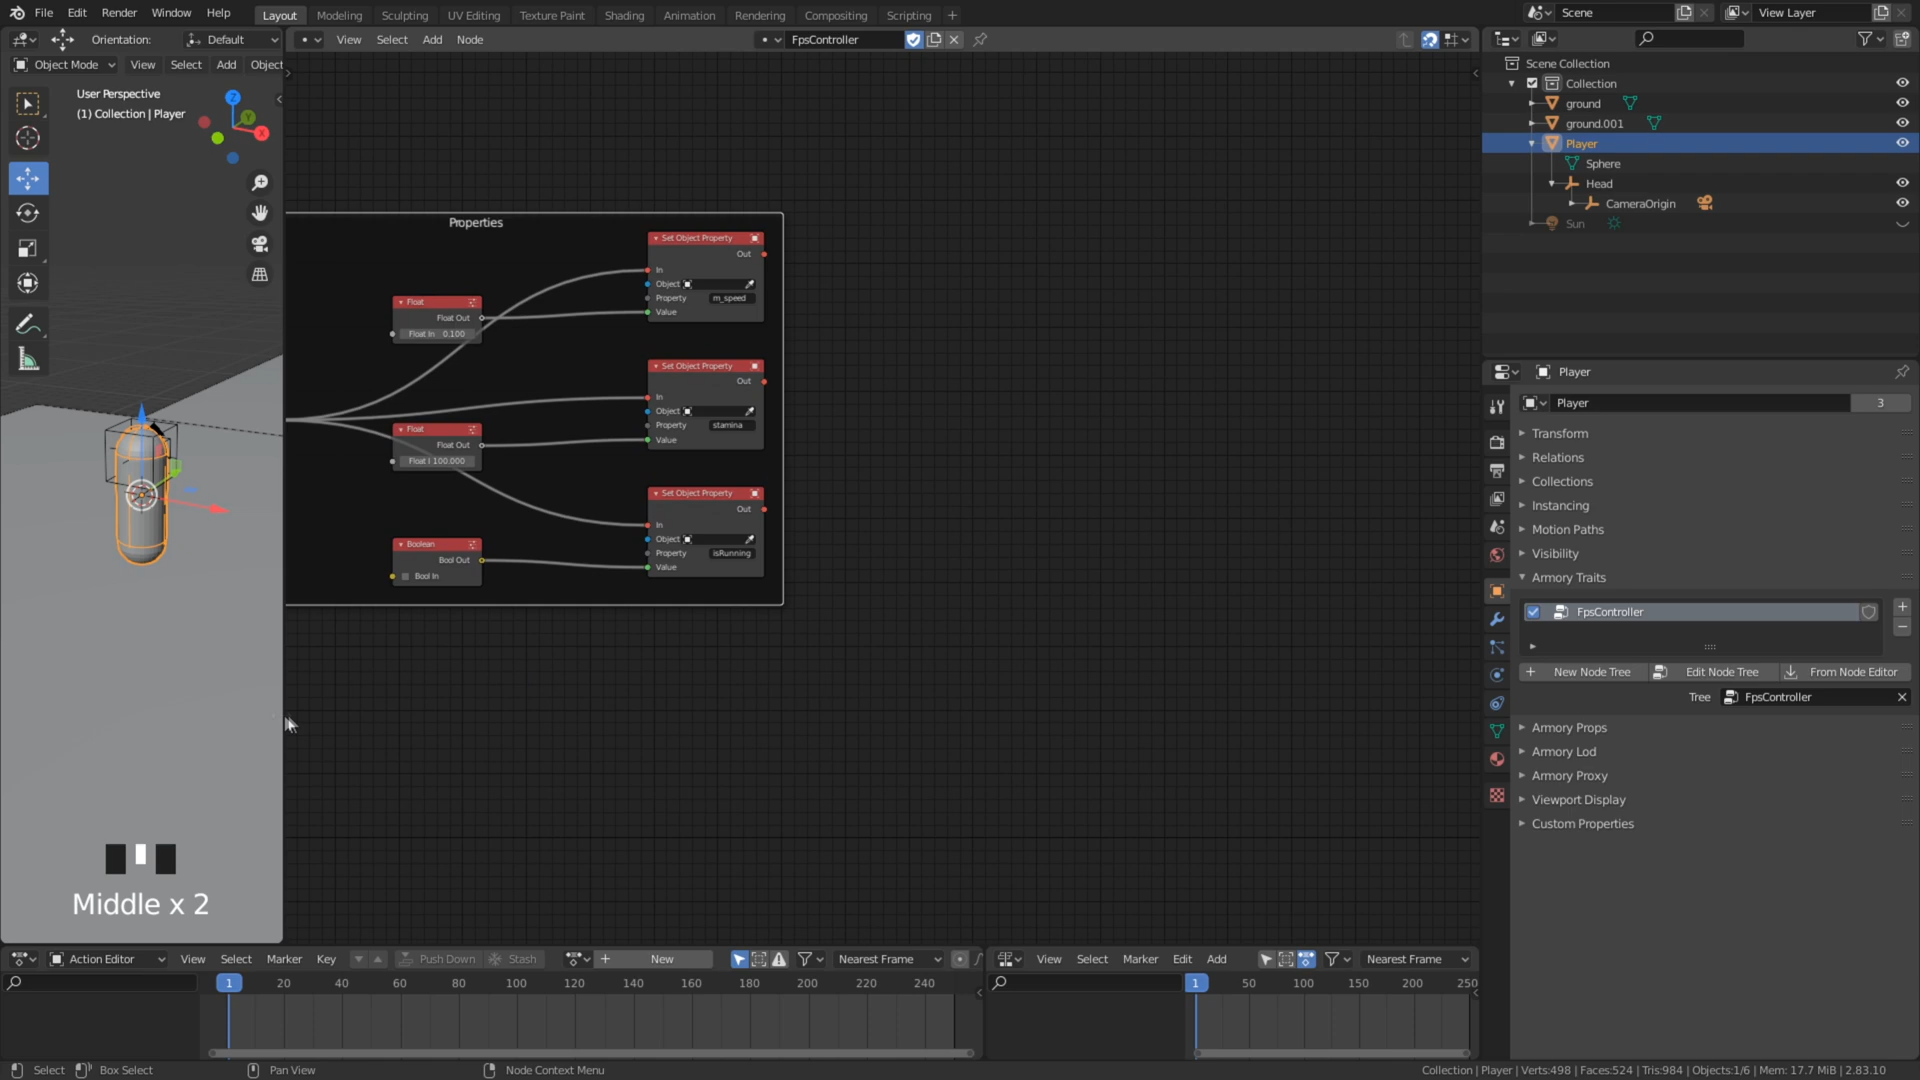 File Edit Render Window Help Layout Modeling Sculpting UV Editing Texture Paint Shading Animation Rendering Compositing Scripting + Scene View Layer
Orientation: Default View Select Add Node FpsController
Object Mode View Select Add Object
User Perspective
(1) Collection | Player
Z
Y
X
Properties
Set Object Property
Out
In
Object
Property m_speed
Value
Float
Float Out
Float In 0.100
Set Object Property
Out
In
Object
Property stamina
Value
Float
Float Out
Float I 100.000
Set Object Property
Out
In
Object
Property isRunning
Value
Boolean
Bool Out
Bool In
Middle x 2
Scene Collection
Collection
ground
ground.001
Player
Sphere
Head
CameraOrigin
Sun
Player
Player 3
Transform
Relations
Collections
Instancing
Motion Paths
Visibility
Armory Traits
FpsController
New Node Tree Edit Node Tree From Node Editor
Tree FpsController
Armory Props
Armory Lod
Armory Proxy
Viewport Display
Custom Properties
Action Editor View Select Marker Key Push Down Stash New Nearest Frame
1 20 40 60 80 100 120 140 160 180 200 220 240
View Select Marker Edit Add Nearest Frame
1 50 100 150 200 250
Select Box Select Pan View Node Context Menu Collection | Player | Verts:498 | Faces:524 | Tris:984 | Objects:1/6 | Mem: 17.7 MiB | 2.83.10